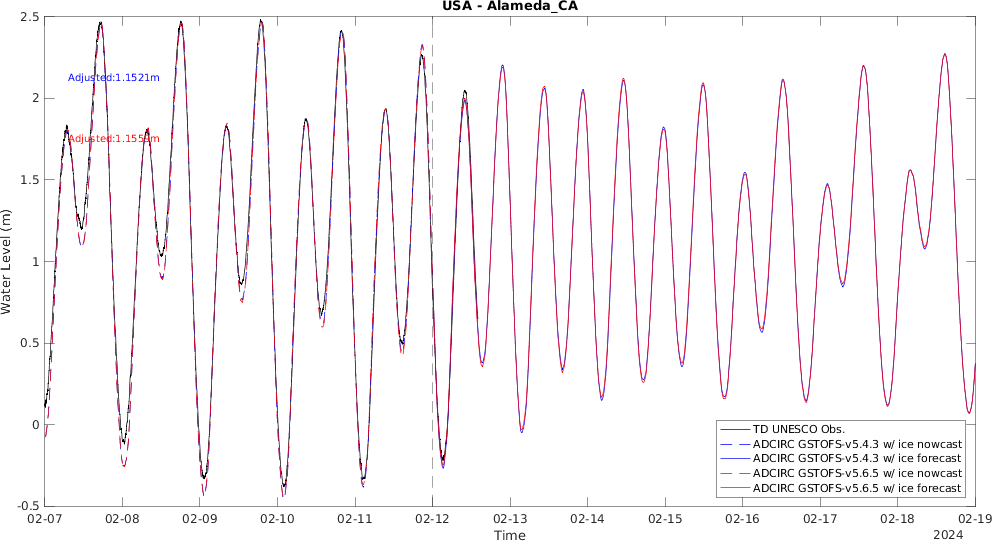 USA - Alameda_CA
2.5
2
1.5
1
0.5
0
-0.5
Water Level (m)
Adjusted:1.1521m
TD UNESCO Obs.
ADCIRC GSTOFS-v5.4.3 w/ ice nowcast
ADCIRC GSTOFS-v5.4.3 w/ ice forecast
ADCIRC GSTOFS-v5.6.5 w/ ice nowcast
ADCIRC GSTOFS-v5.6.5 w/ ice forecast
02-07 02-08 02-09 02-10 02-11 02-12 02-13 02-14 02-15 02-16 02-17 02-18 02-19
Time
2024